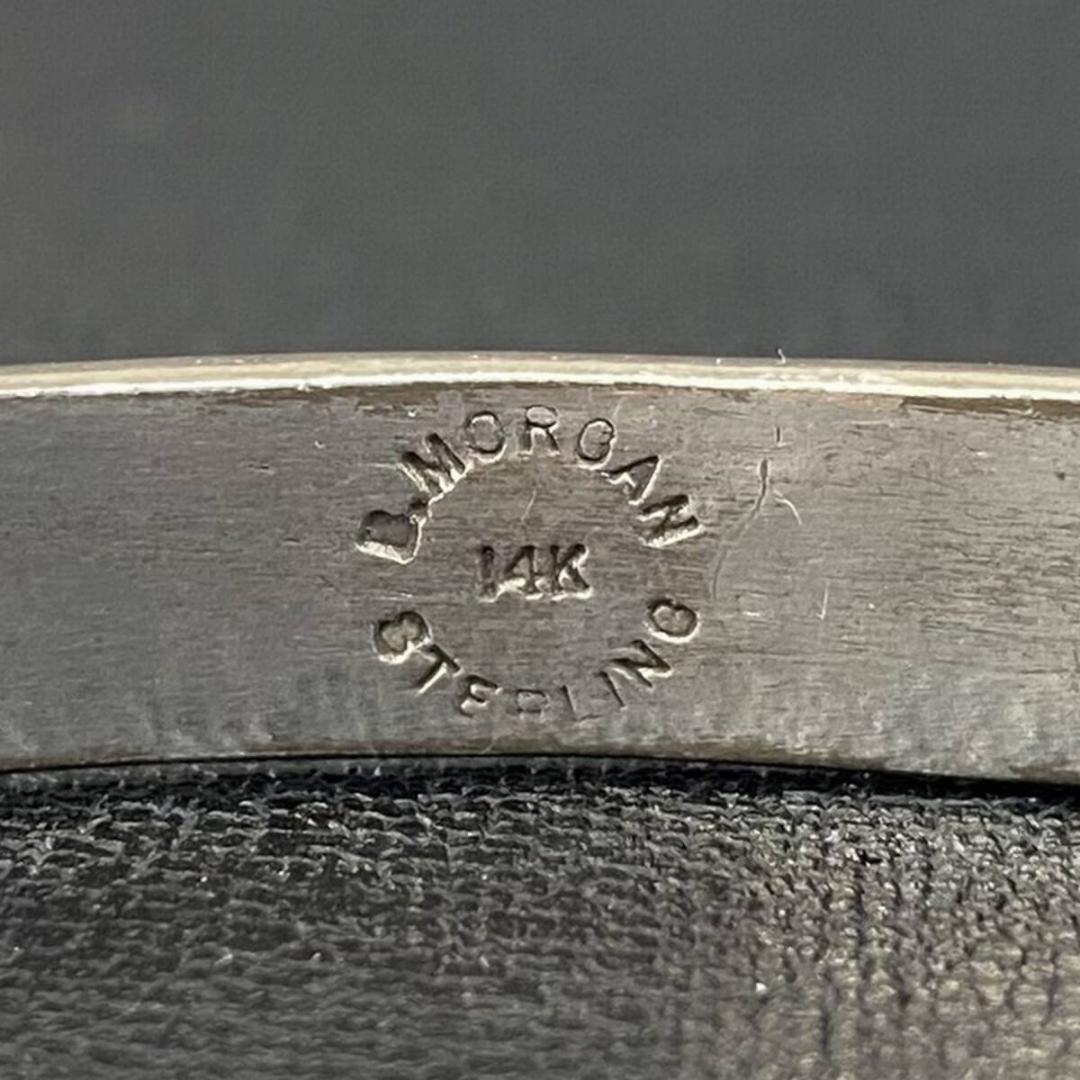 D. MORGAN
14K
STERLING